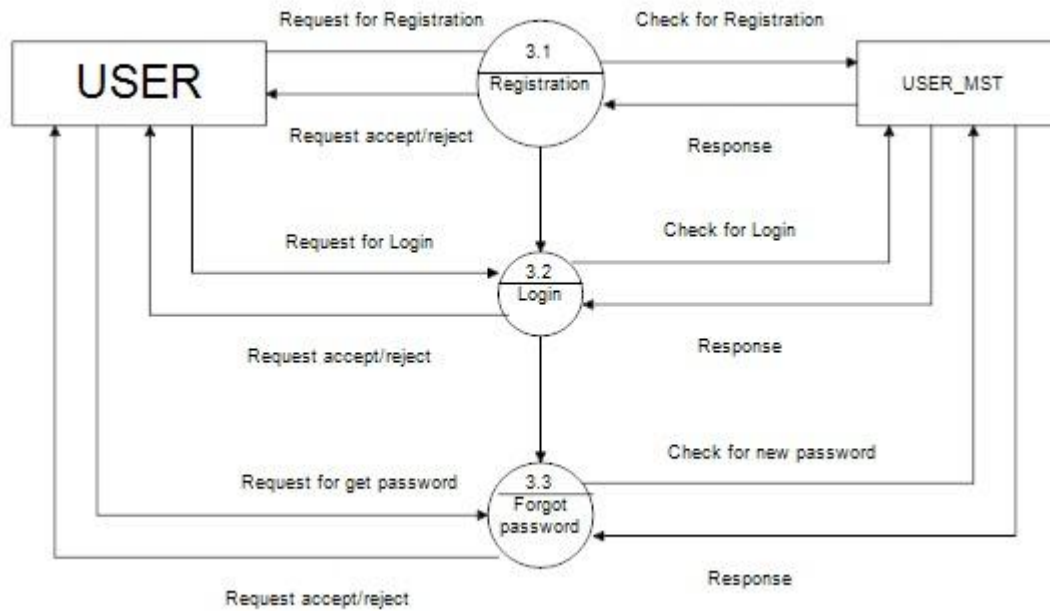 Request for Registration
Check for Registration
USER
3.1
Registration
USER_MST
Request accept/reject
Response
Request for Login
Check for Login
3.2
Login
Request accept/reject
Response
Request for get password
Check for new password
3.3
Forgot
password
Response
Request accept/reject